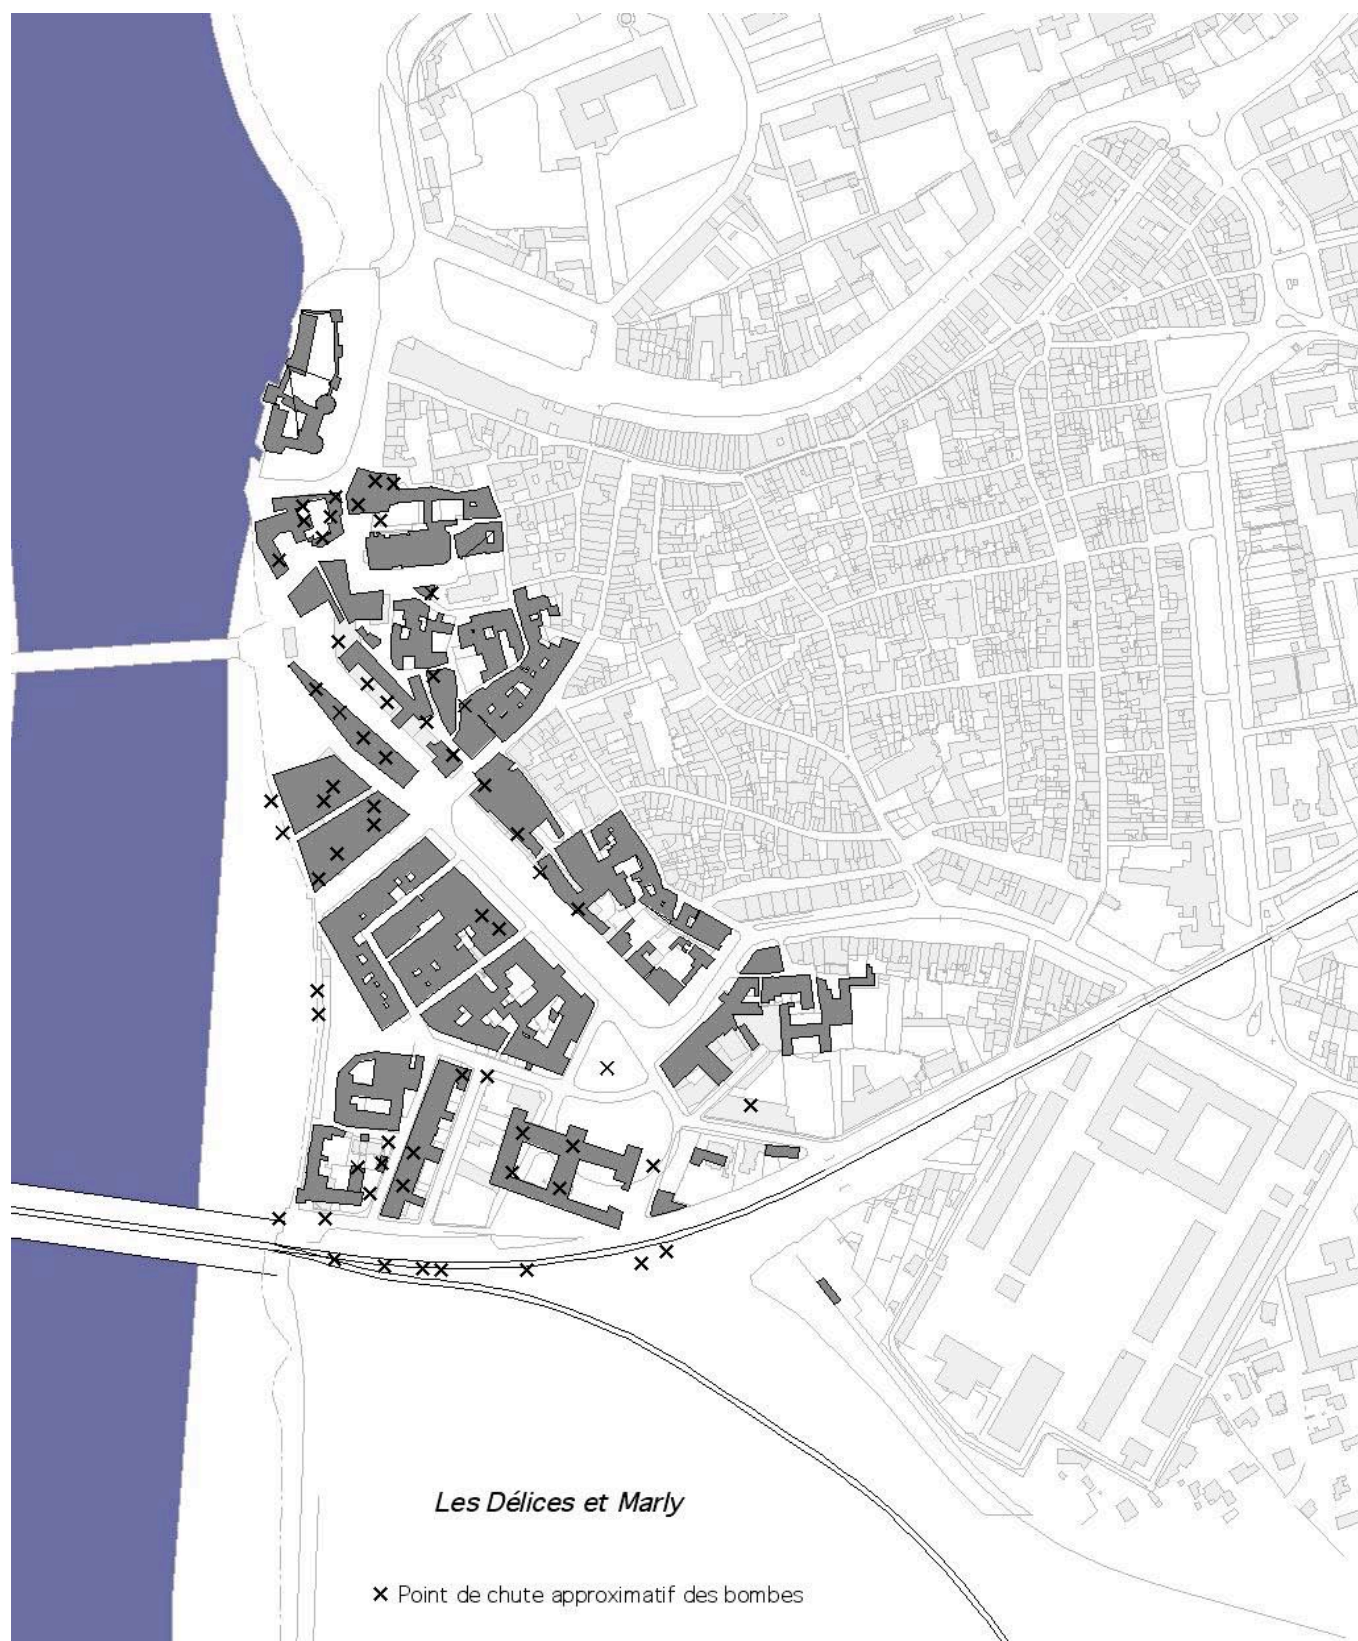 Les Délices et Marly
× Point de chute approximatif des bombes